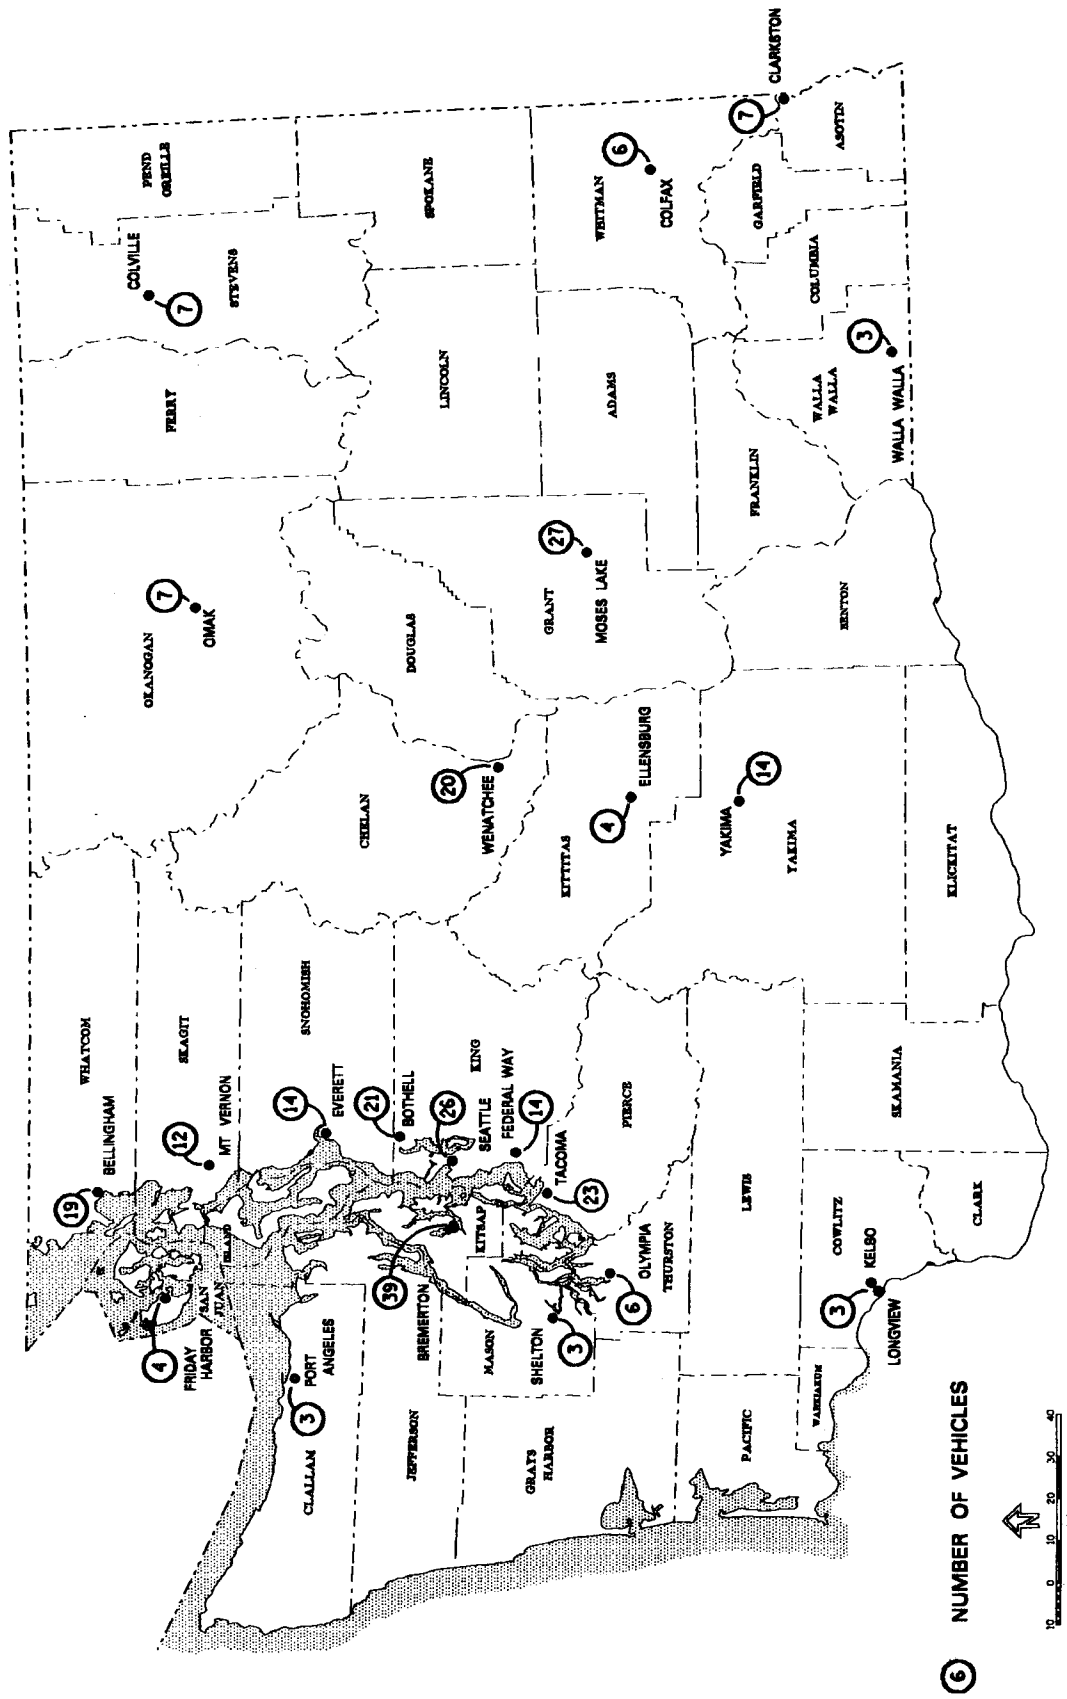 WHATCOM
BELLINGHAM
19
SAN
JUAN
ISLAND
FRIDAY
HARBOR
4
SKAGIT
MT VERNON
12
OKANOGAN
OMAK
7
FERRY
COLVILLE
7
STEVENS
PEND
OREILLE
CLALLAM
PORT
ANGELES
3
SNOHOMISH
EVERETT
14
CHELAN
DOUGLAS
JEFFERSON
BREMERTON
39
KITSAP
BOTHELL
21
KING
SEATTLE
26
FEDERAL WAY
14
WENATCHEE
20
LINCOLN
SPOKANE
GRAYS
HARBOR
MASON
SHELTON
3
TACOMA
23
PIERCE
KITTITAS
ELLENSBURG
4
GRANT
MOSES LAKE
27
ADAMS
WHITMAN
COLFAX
6
OLYMPIA
THURSTON
6
PACIFIC
LEWIS
YAKIMA
14
YAKIMA
FRANKLIN
GARFIELD
CLARKSTON
7
ASOTIN
COLUMBIA
WALLA
WALLA
WALLA WALLA
3
BENTON
WAHKIAKUM
COWLITZ
KELSO
3
LONGVIEW
SKAMANIA
KLICKITAT
CLARK
6 NUMBER OF VEHICLES
N
10 0 10 20 30 40